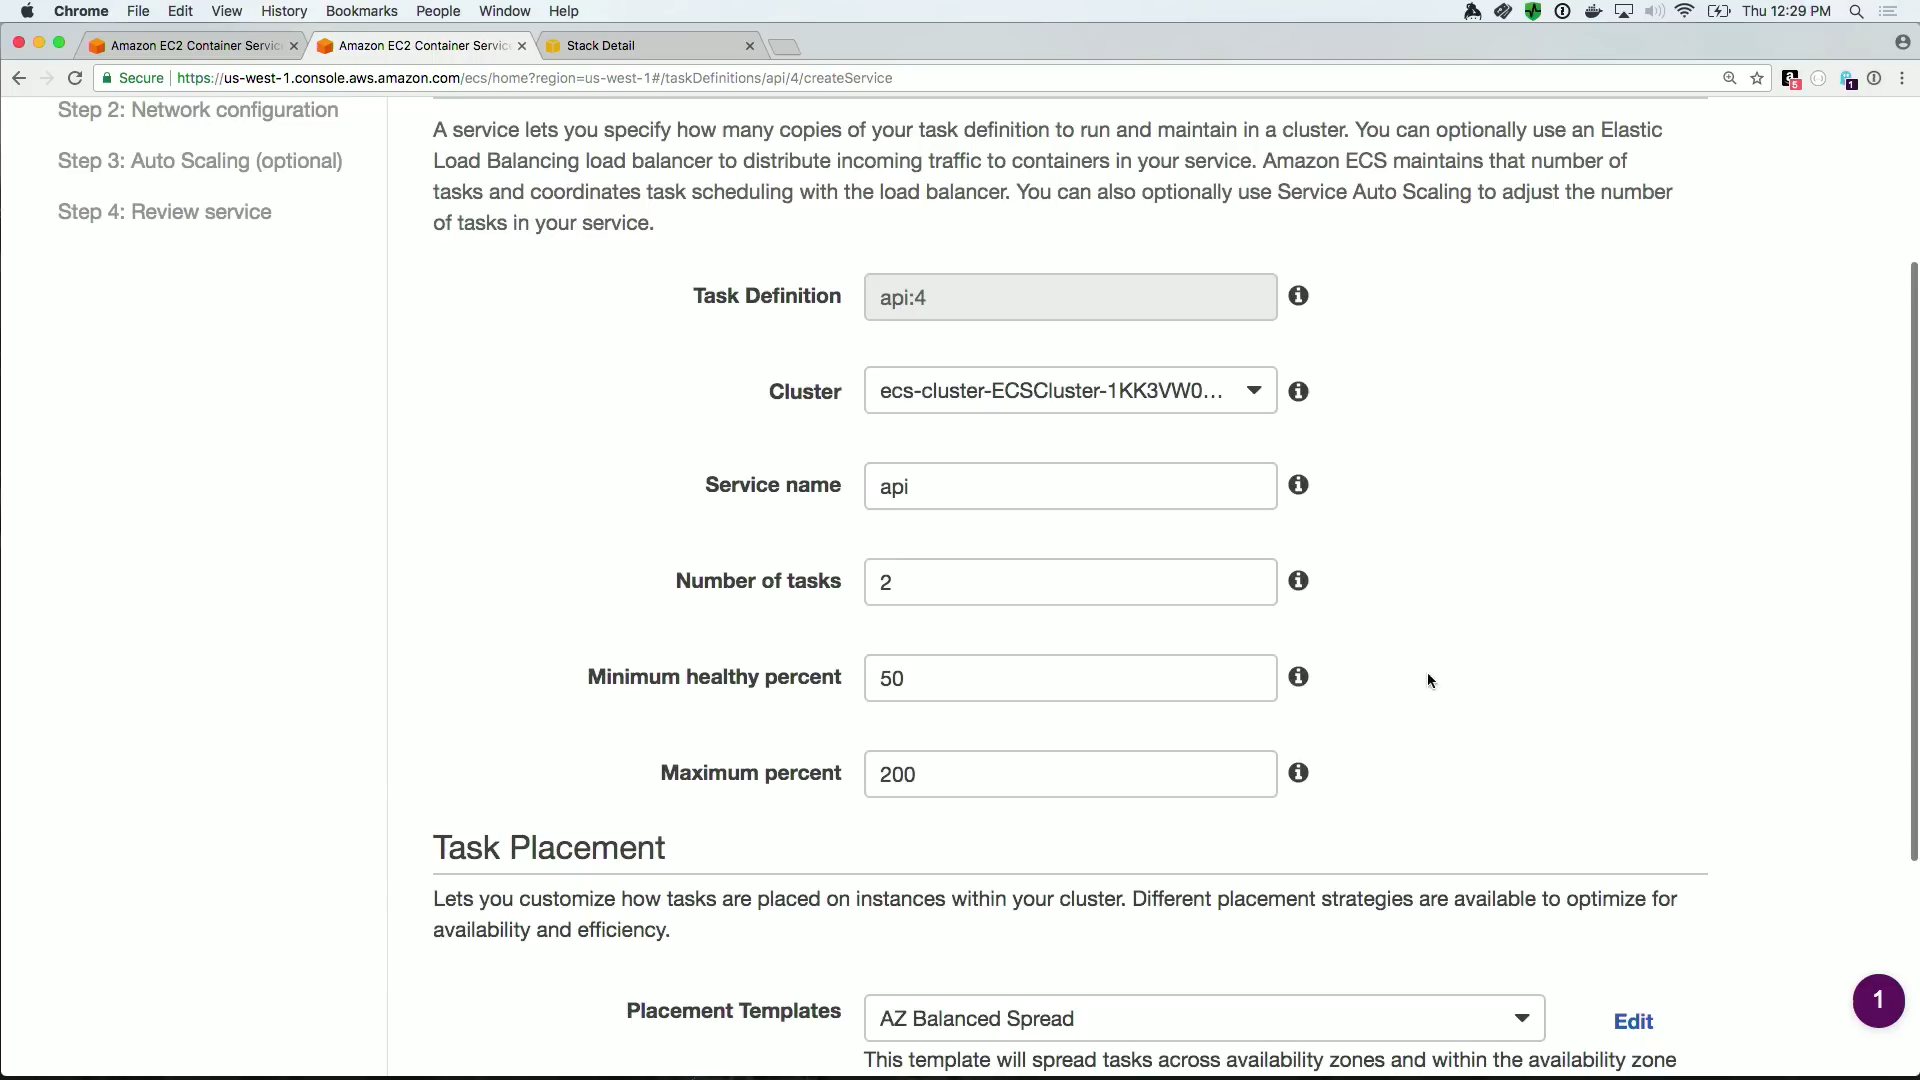 Chrome File Edit View History Bookmarks People Window Help Thu 12:29 PM
Amazon EC2 Container Servic Amazon EC2 Container Servic Stack Detail
Secure https://us-west-1.console.aws.amazon.com/ecs/home?region=us-west-1#/taskDefinitions/api/4/createService
Step 2: Network configuration
Step 3: Auto Scaling (optional)
Step 4: Review service
A service lets you specify how many copies of your task definition to run and maintain in a cluster. You can optionally use an Elastic
Load Balancing load balancer to distribute incoming traffic to containers in your service. Amazon ECS maintains that number of
tasks and coordinates task scheduling with the load balancer. You can also optionally use Service Auto Scaling to adjust the number
of tasks in your service.
Task Definition api:4
Cluster ecs-cluster-ECSCluster-1KK3VW0...
Service name api
Number of tasks 2
Minimum healthy percent 50
Maximum percent 200
Task Placement
Lets you customize how tasks are placed on instances within your cluster. Different placement strategies are available to optimize for
availability and efficiency.
Placement Templates AZ Balanced Spread Edit
This template will spread tasks across availability zones and within the availability zone
1